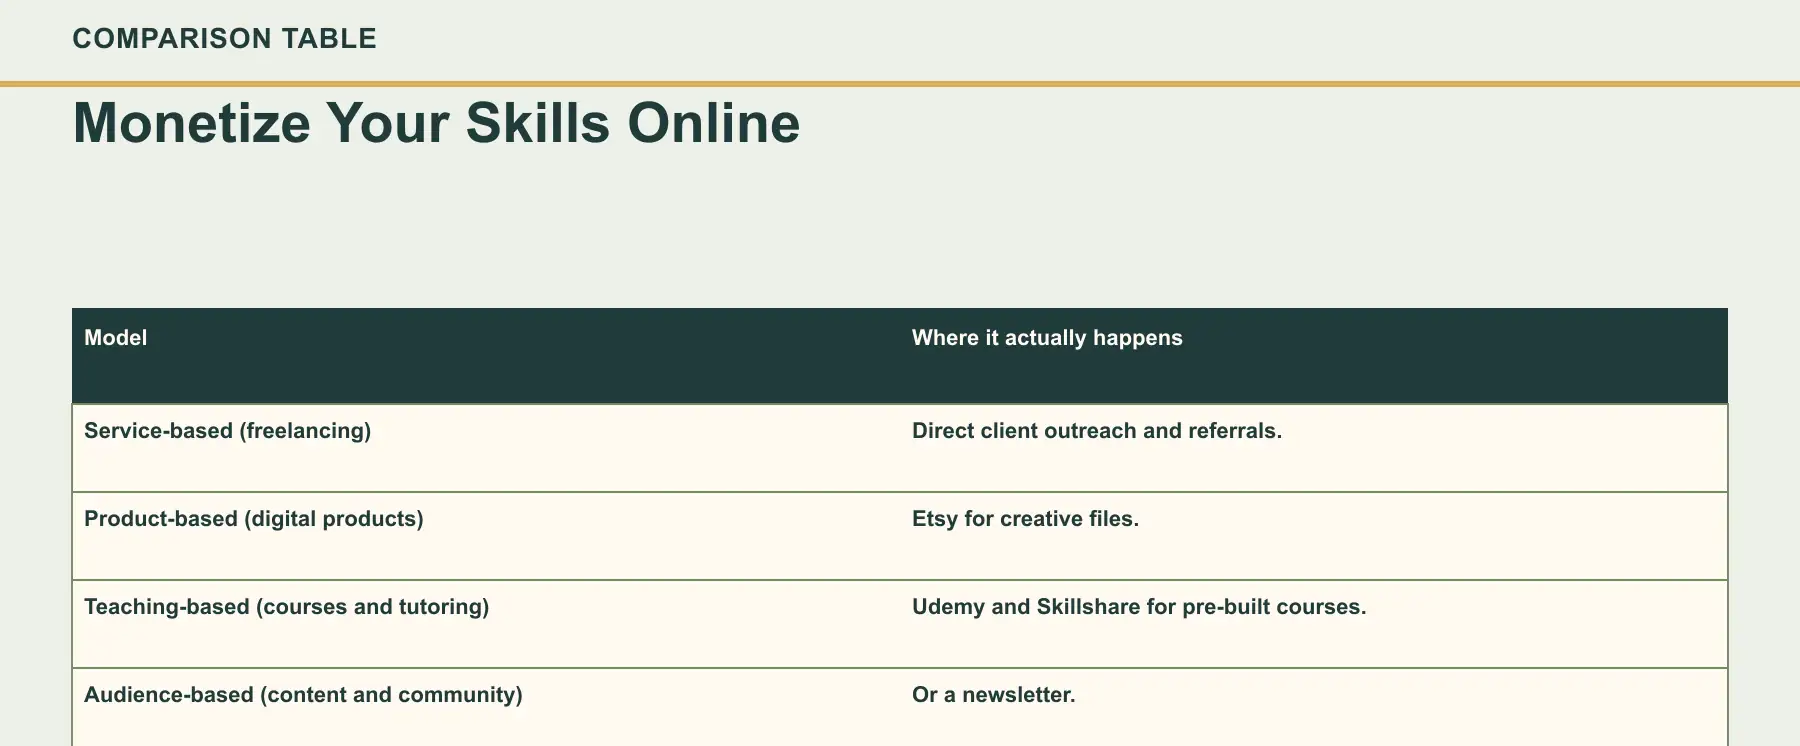 COMPARISON TABLE
Monetize Your Skills Online
Model
Where it actually happens
Service-based (freelancing)
Direct client outreach and referrals.
Product-based (digital products)
Etsy for creative files.
Teaching-based (courses and tutoring)
Udemy and Skillshare for pre-built courses.
Audience-based (content and community)
Or a newsletter.